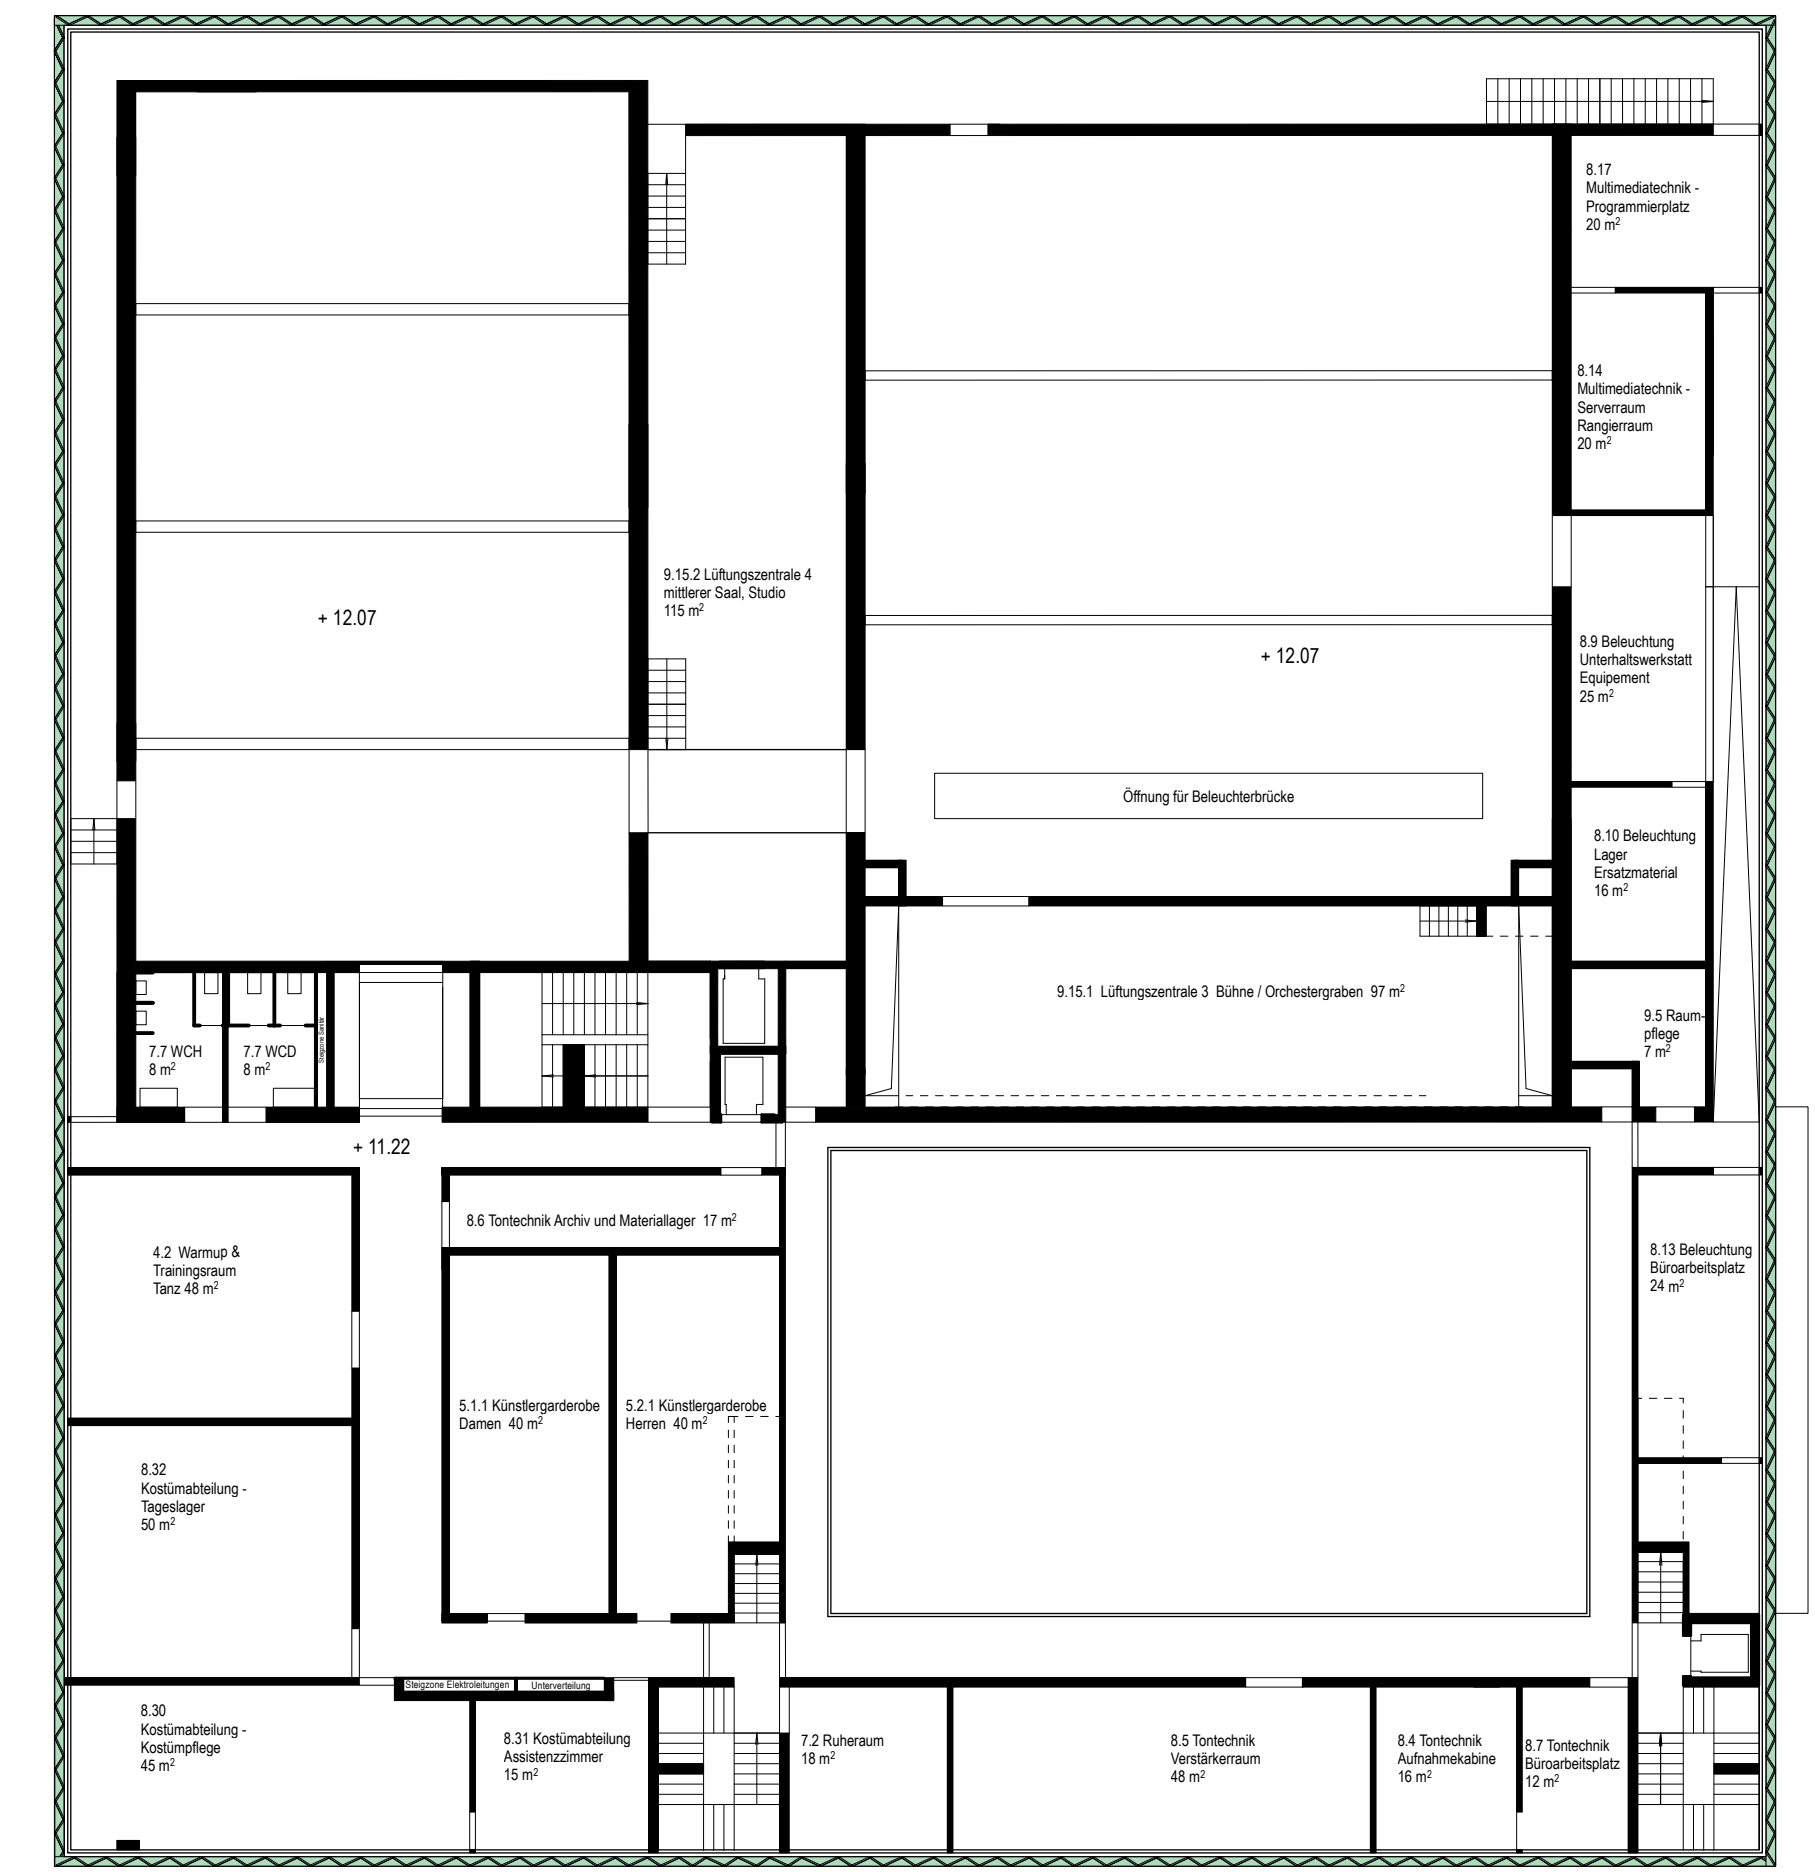 8.17
Multimediatechnik -
Programmierplatz
20 m²
8.14
Multimediatechnik -
Serverraum
Rangierraum
20 m²
9.15.2 Lüftungszentrale 4
mittlerer Saal, Studio
115 m²
+ 12.07
+ 12.07
8.9 Beleuchtung
Unterhaltswerkstatt
Equipement
25 m²
Öffnung für Beleuchterbrücke
8.10 Beleuchtung
Lager
Ersatzmaterial
16 m²
9.15.1 Lüftungszentrale 3 Bühne / Orchestergraben 97 m²
9.5 Raum-
pflege
7 m²
7.7 WCH
8 m²
7.7 WCD
8 m²
Steigzone Sanitär
+ 11.22
8.6 Tontechnik Archiv und Materiallager 17 m²
4.2 Warmup &
Trainingsraum
Tanz 48 m²
8.13 Beleuchtung
Büroarbeitsplatz
24 m²
5.1.1 Künstlergarderobe
Damen 40 m²
5.2.1 Künstlergarderobe
Herren 40 m²
8.32
Kostümabteilung -
Tageslager
50 m²
Steigzone Elektroleitungen
Unterverteilung
8.30
Kostümabteilung -
Kostümpflege
45 m²
8.31 Kostümabteilung
Assistenzzimmer
15 m²
7.2 Ruheraum
18 m²
8.5 Tontechnik
Verstärkerraum
48 m²
8.4 Tontechnik
Aufnahmekabine
16 m²
8.7 Tontechnik
Büroarbeitsplatz
12 m²